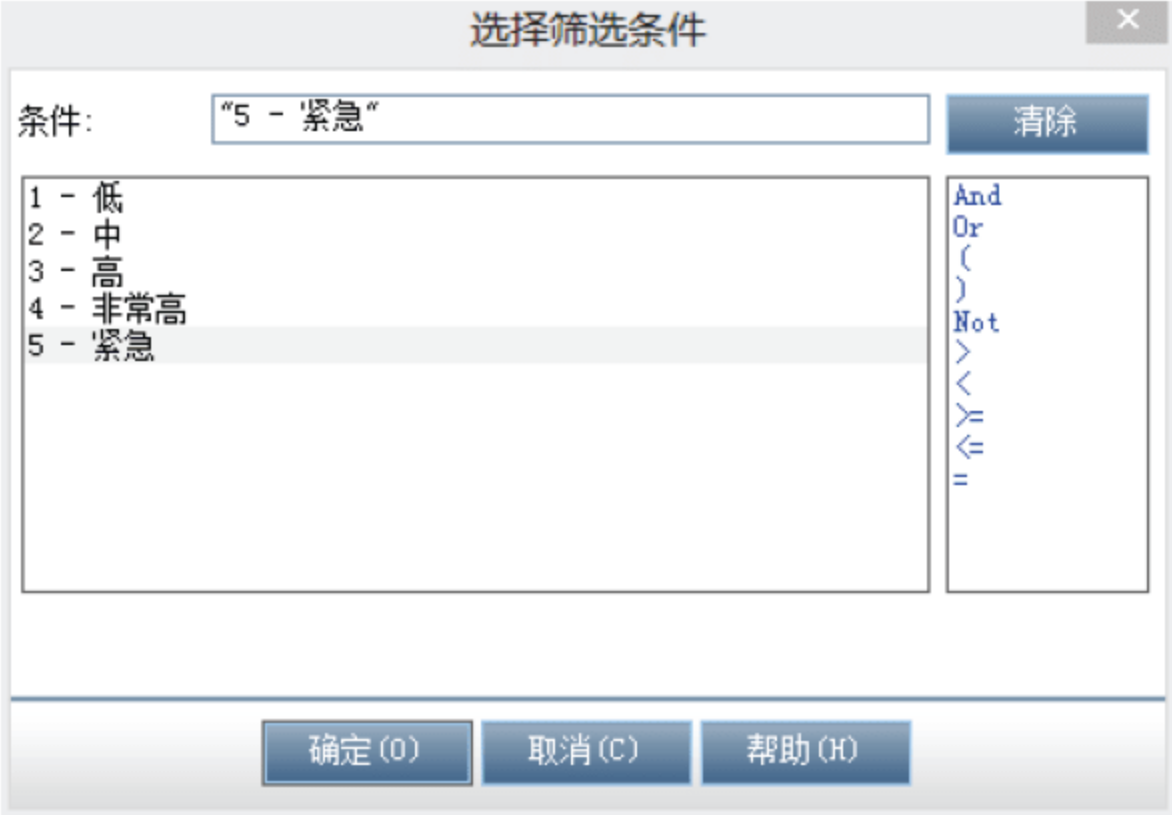 选择筛选条件
×
条件:
"5 - 紧急"
清除
1 - 低
2 - 中
3 - 高
4 - 非常高
5 - 紧急
And
Or
(
)
Not
>
<
>=
<=
=
确定(O)
取消(C)
帮助(H)